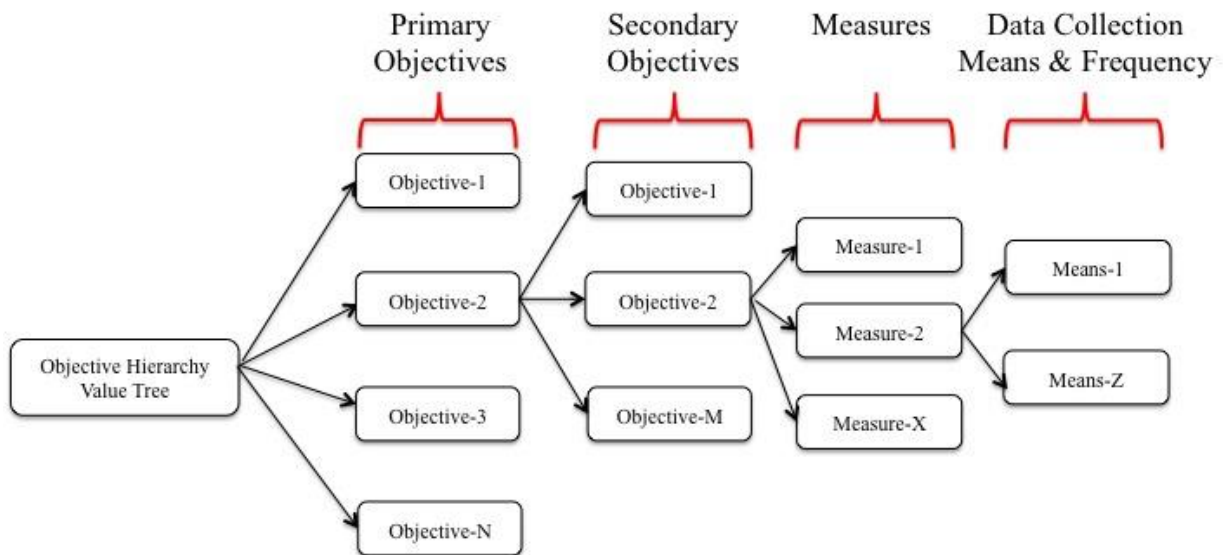 Primary
Objectives
Secondary
Objectives
Measures
Data Collection
Means & Frequency
Objective-1
Objective-1
Measure-1
Means-1
Objective-2
Objective-2
Measure-2
Objective Hierarchy
Value Tree
Means-Z
Objective-3
Objective-M
Measure-X
Objective-N